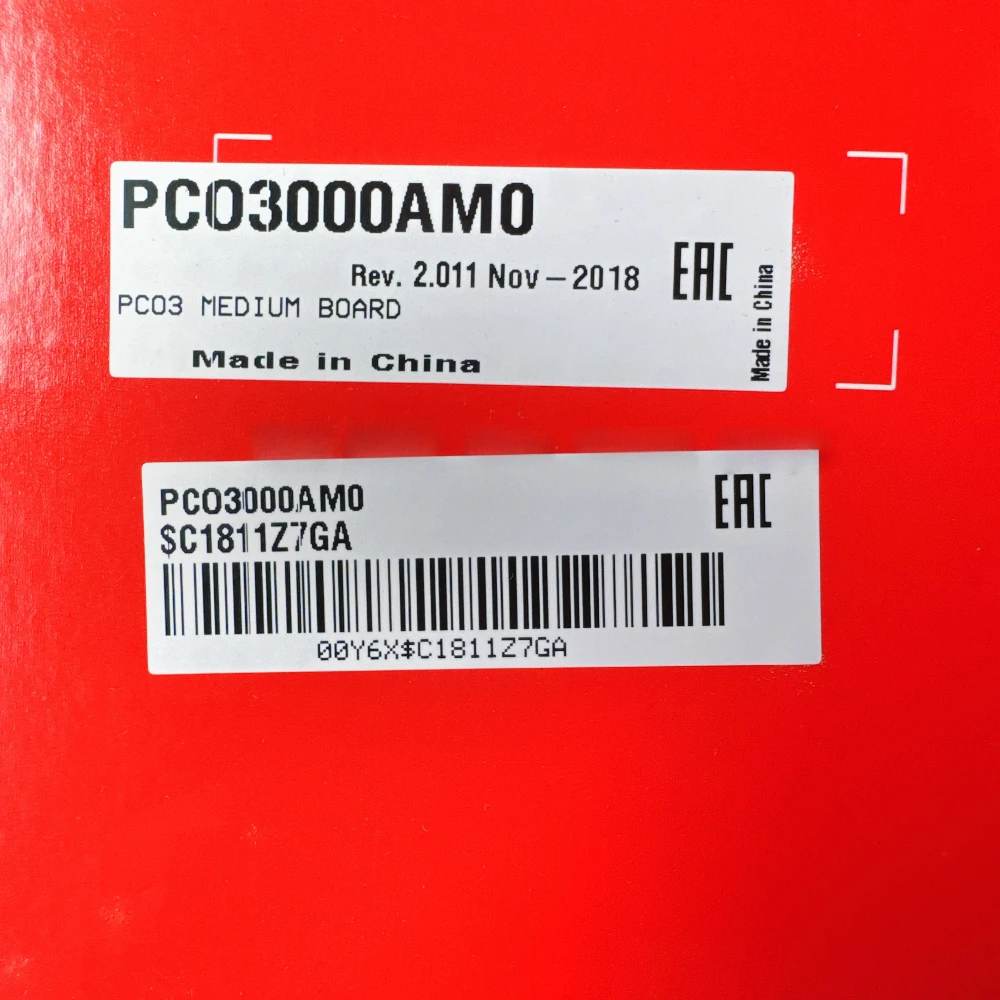 PCO3000AM0
Rev. 2.011 Nov – 2018
EAC
PCO3 MEDIUM BOARD
Made in China
Made in China
PCO3000AM0
EAC
$C1811Z7GA
00Y6X$C1811Z7GA